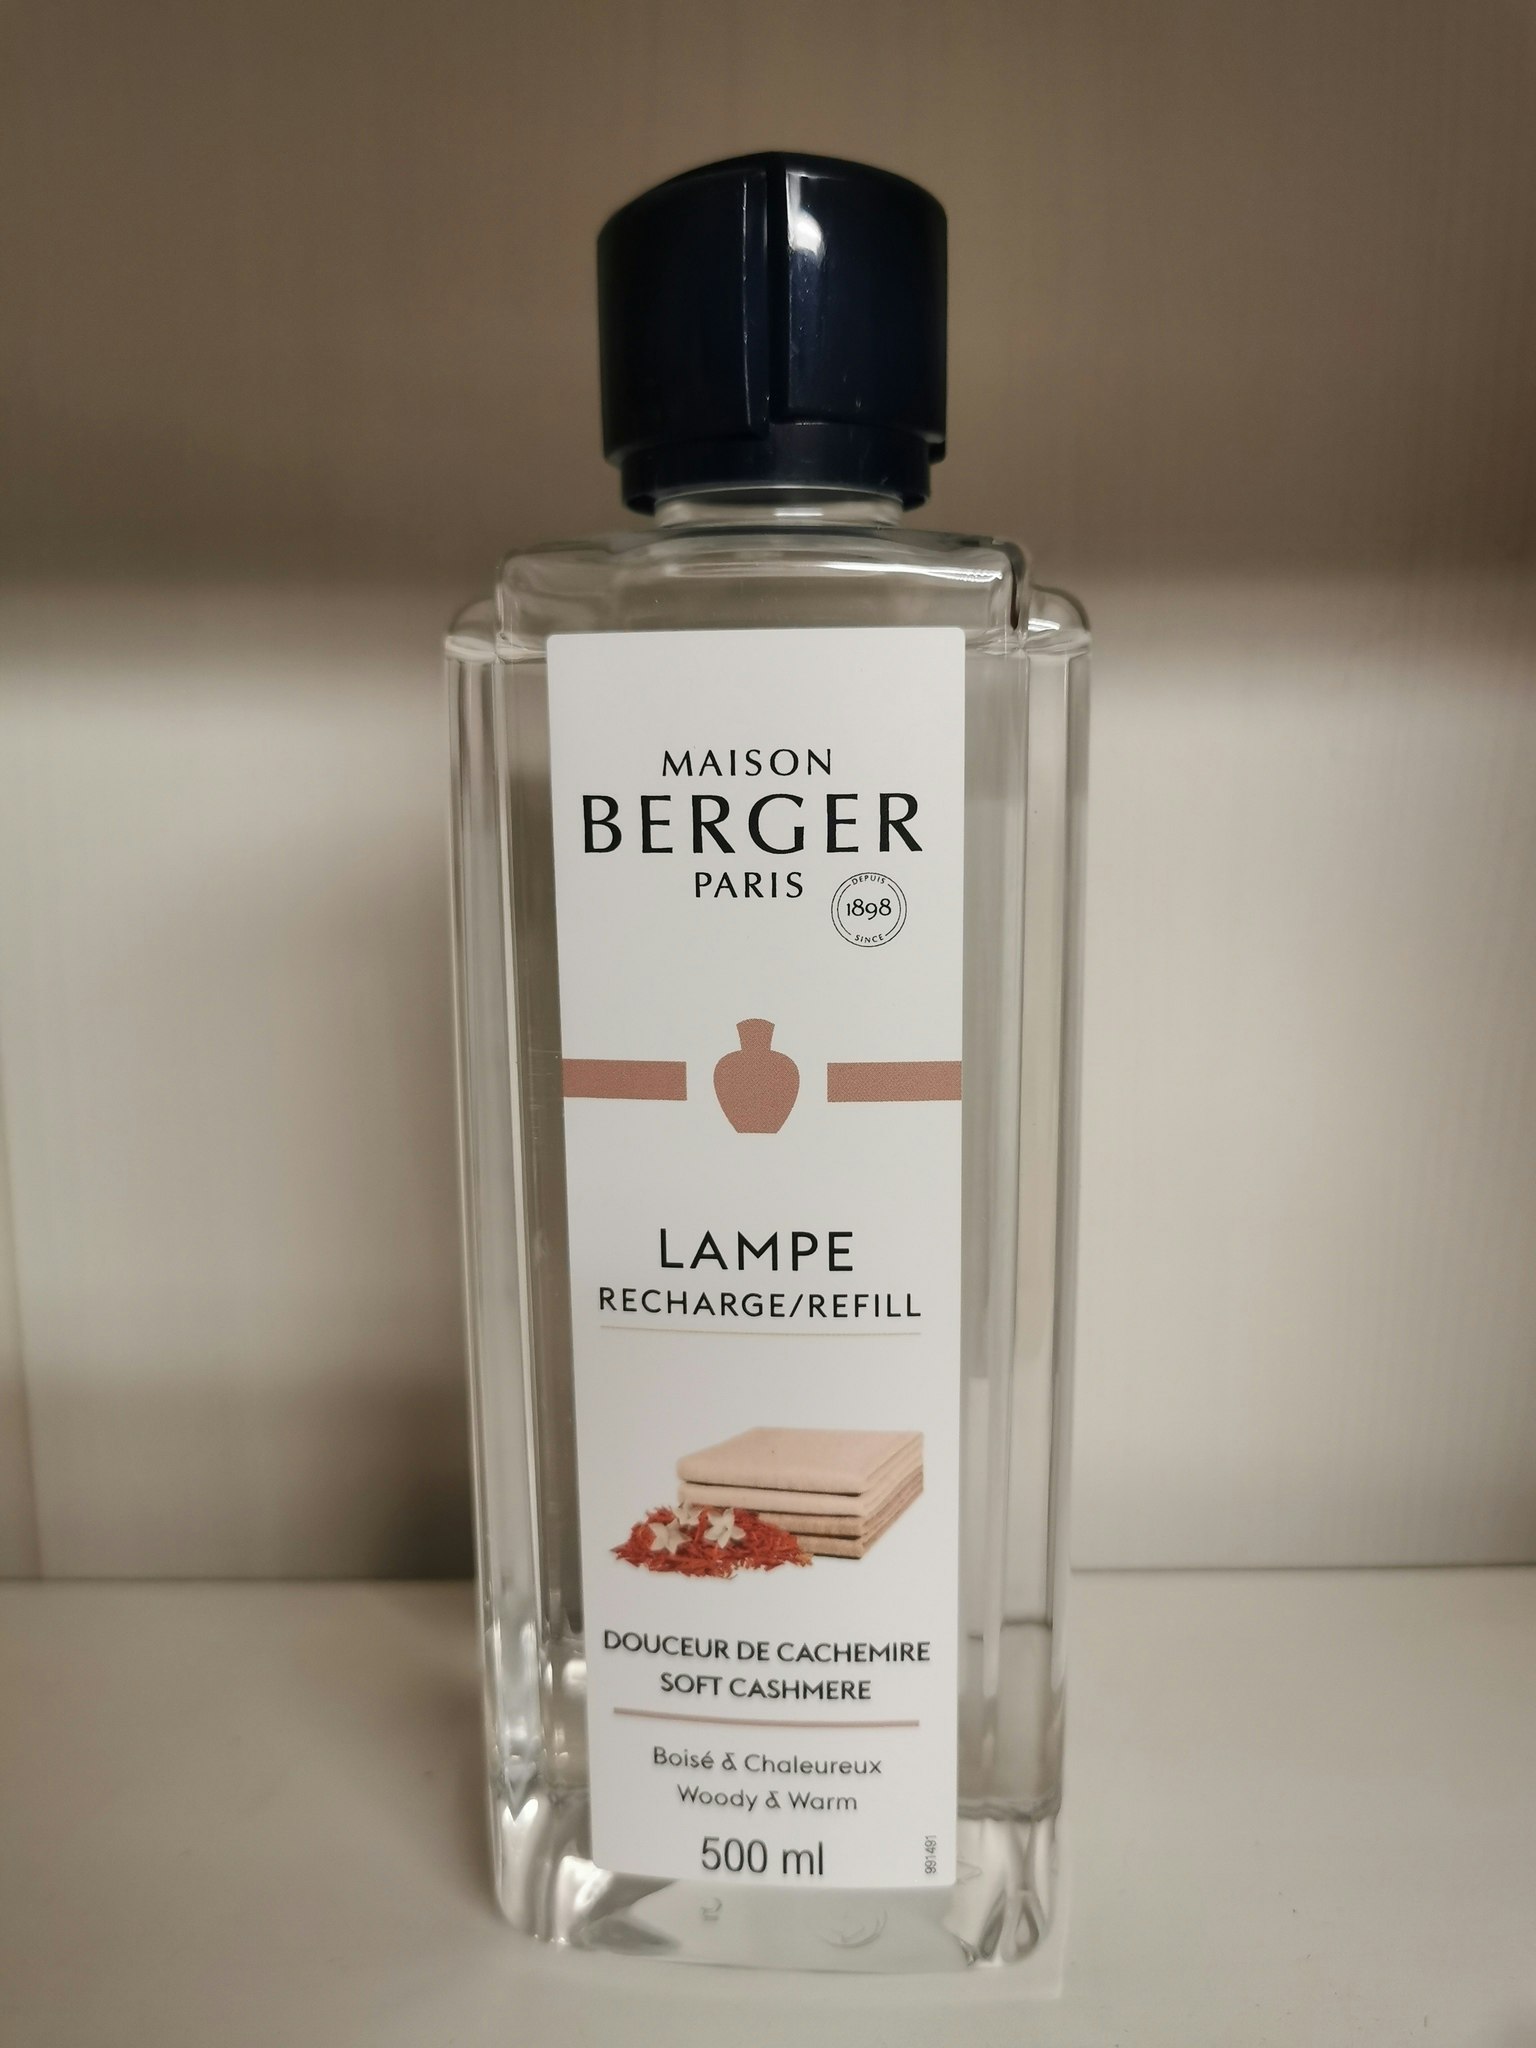 MAISON
BERGER
PARIS
DEPUIS
1898
SINCE
LAMPE
RECHARGE/REFILL
DOUCEUR DE CACHEMIRE
SOFT CASHMERE
Boisé & Chaleureux
Woody & Warm
500 ml
991491